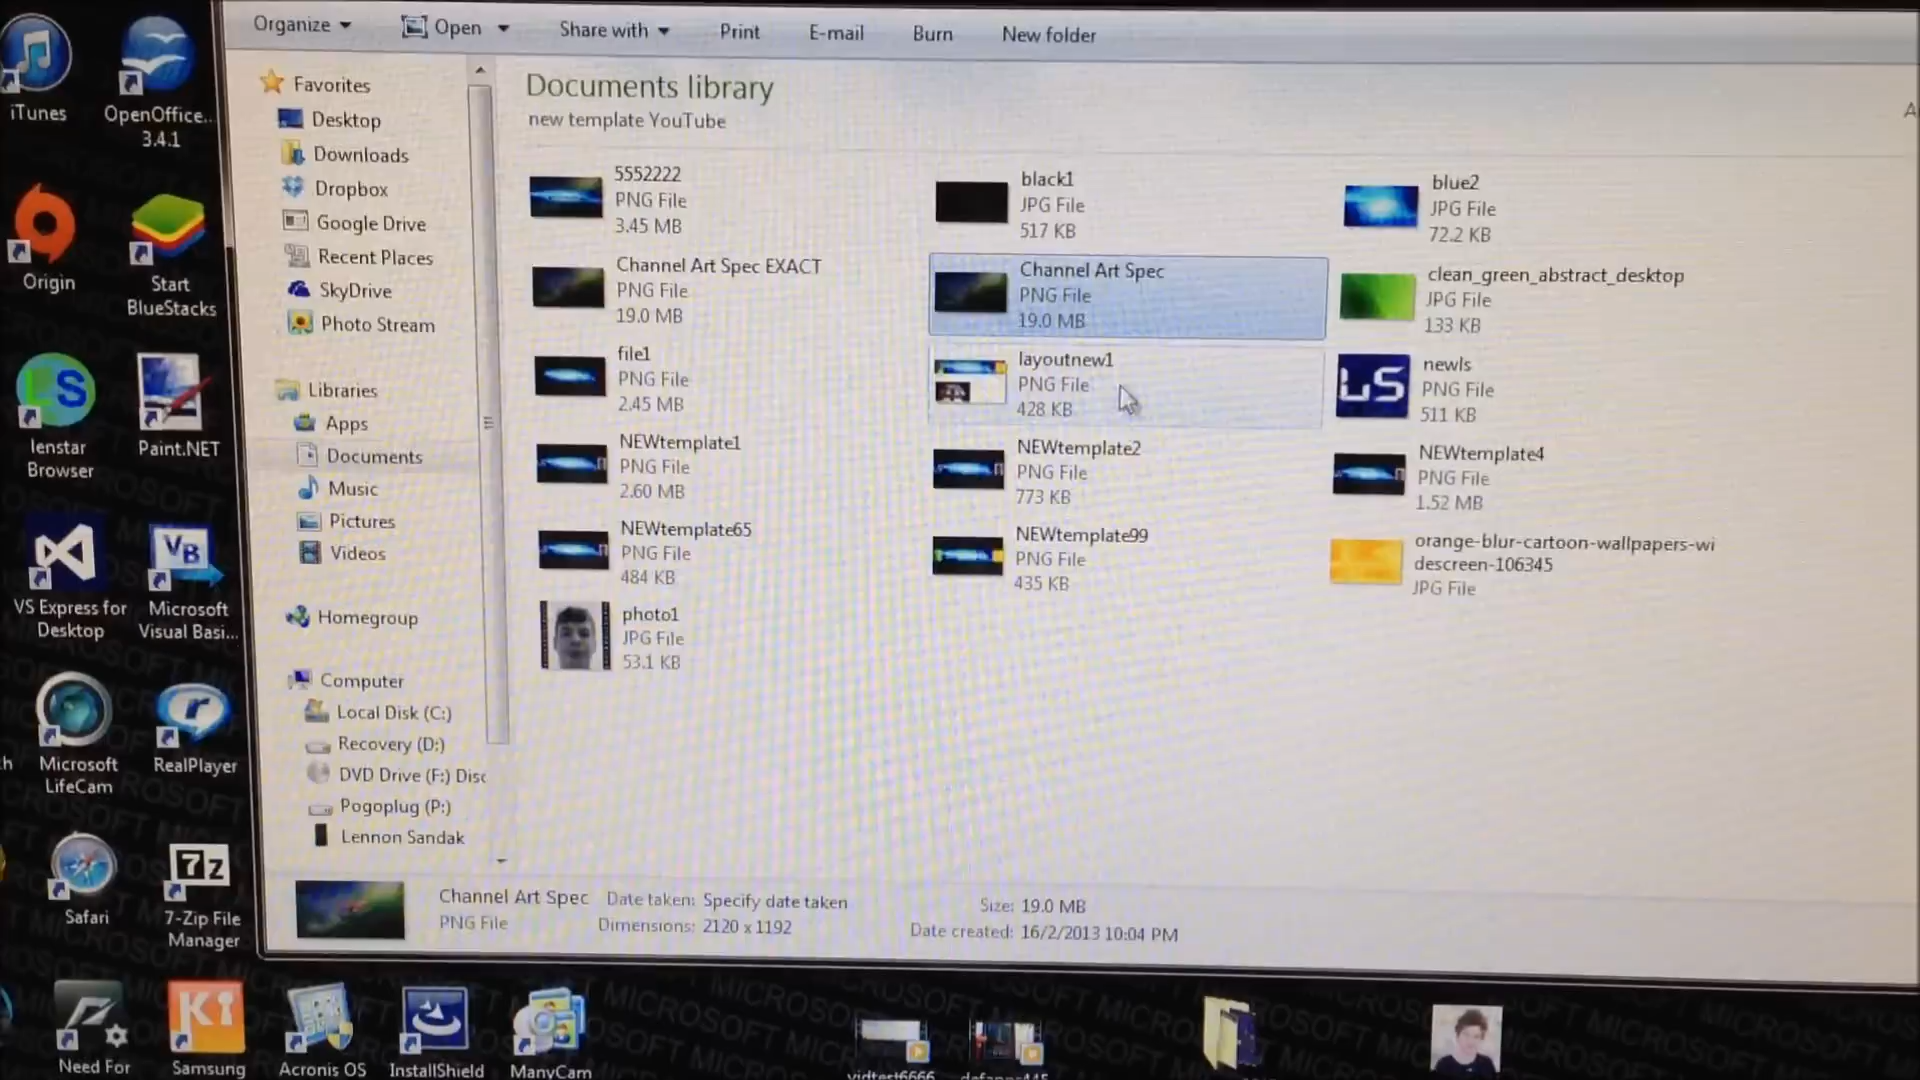 Organize Open Share with Print E-mail Burn New folder
iTunes
OpenOffice...
3.4.1
Origin
Start
BlueStacks
lenstar
Browser
Paint.NET
VS Express for
Desktop
Microsoft
Visual Basi...
Microsoft
LifeCam
RealPlayer
Safari
7-Zip File
Manager
Need For
Samsung
Acronis OS
InstallShield
ManyCam
vidtest6666
Favorites
Desktop
Downloads
Dropbox
Google Drive
Recent Places
SkyDrive
Photo Stream
Libraries
Apps
Documents
Music
Pictures
Videos
Homegroup
Computer
Local Disk (C:)
Recovery (D:)
DVD Drive (F:) Disc
Pogoplug (P:)
Lennon Sandak
Documents library
new template YouTube
5552222
PNG File
3.45 MB
black1
JPG File
517 KB
blue2
JPG File
72.2 KB
Channel Art Spec EXACT
PNG File
19.0 MB
Channel Art Spec
PNG File
19.0 MB
clean_green_abstract_desktop
JPG File
133 KB
file1
PNG File
2.45 MB
layoutnew1
PNG File
428 KB
LS
newls
PNG File
511 KB
NEWtemplate1
PNG File
2.60 MB
NEWtemplate2
PNG File
773 KB
NEWtemplate4
PNG File
1.52 MB
NEWtemplate65
PNG File
484 KB
NEWtemplate99
PNG File
435 KB
orange-blur-cartoon-wallpapers-wi
descreen-106345
JPG File
photo1
JPG File
53.1 KB
Channel Art Spec Date taken: Specify date taken Size: 19.0 MB
PNG File Dimensions: 2120 x 1192 Date created: 16/2/2013 10:04 PM